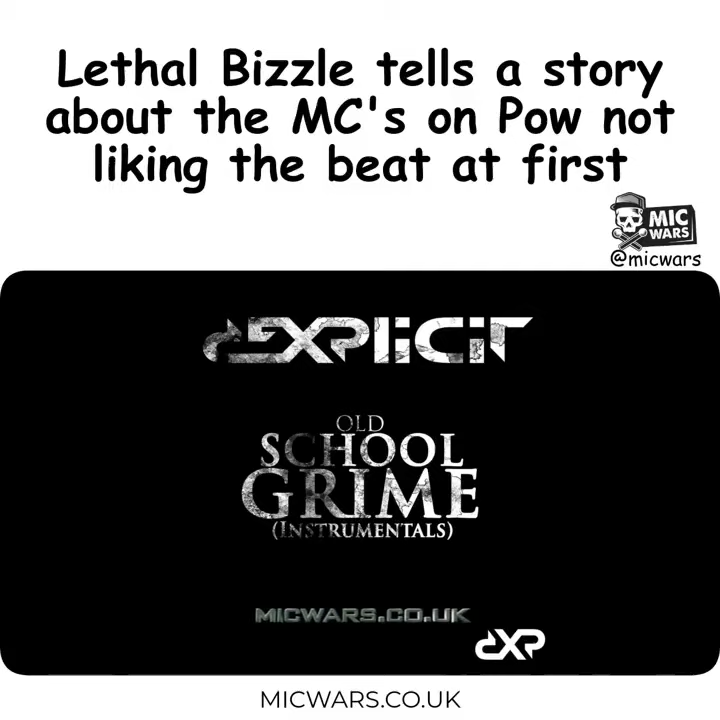 Lethal Bizzle tells a story
about the MC's on Pow not
liking the beat at first
MIC
WARS
@micwars
EXPLICIT
OLD
SCHOOL
GRIME
(INSTRUMENTALS)
MICWARS.CO.UK
dXP
MICWARS.CO.UK